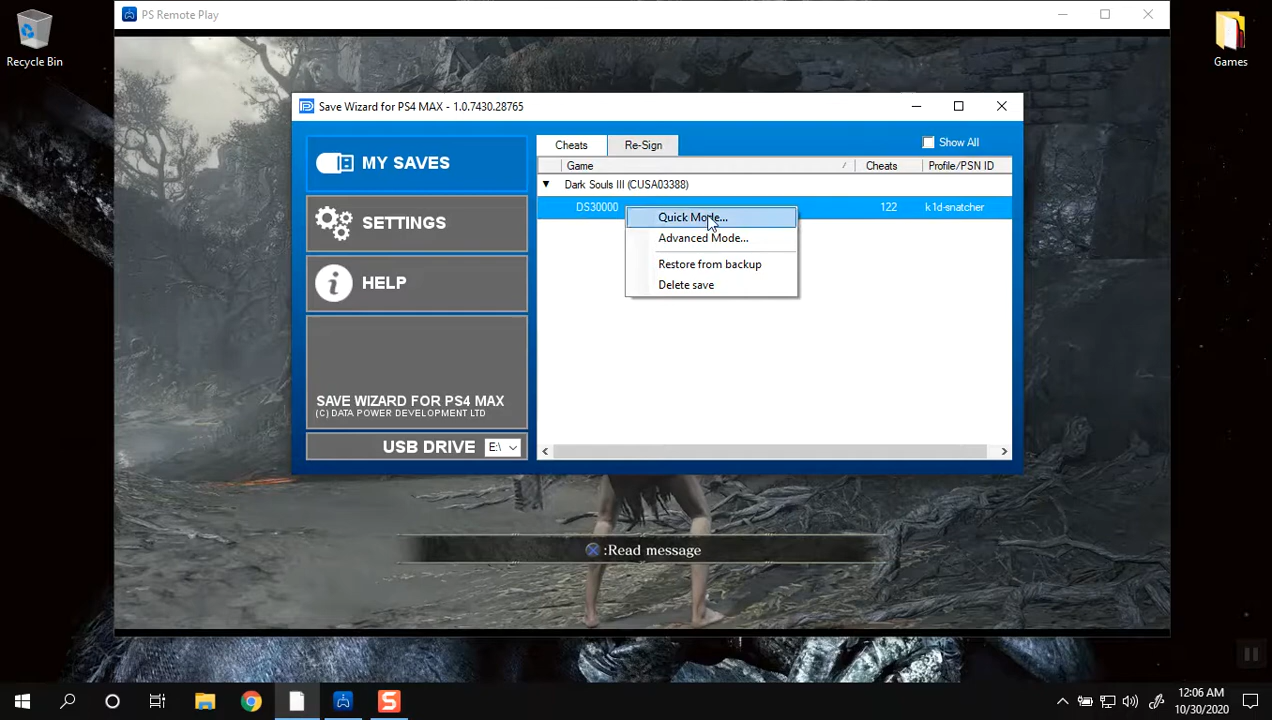 PS Remote Play
Recycle Bin
Games
Save Wizard for PS4 MAX - 1.0.7430.28765
MY SAVES
SETTINGS
HELP
SAVE WIZARD FOR PS4 MAX
(C) DATA POWER DEVELOPMENT LTD
USB DRIVE E:\
Cheats Re-Sign Show All
Game Cheats Profile/PSN ID
Dark Souls III (CUSA03388)
DS30000 122 k1d-snatcher
Quick Mode...
Advanced Mode...
Restore from backup
Delete save
:Read message
12:06 AM
10/30/2020